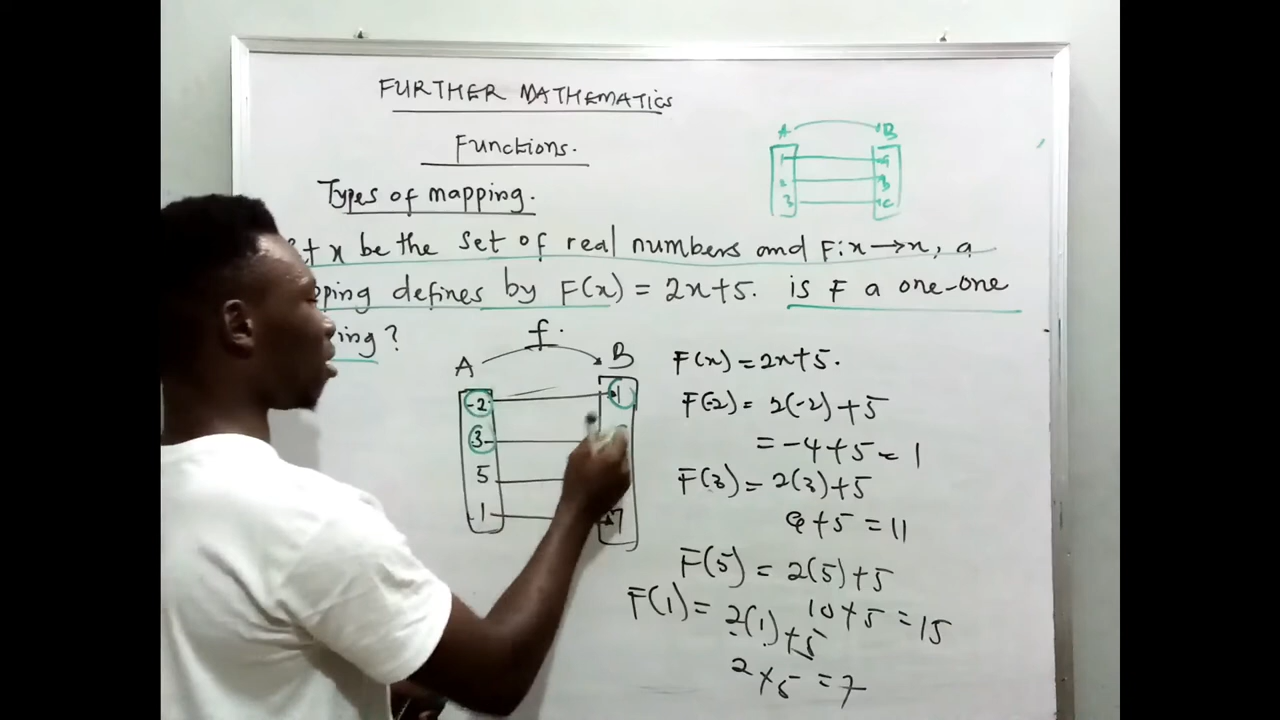 FURTHER MATHEMATICS
Functions.
Types of mapping.
A B
1 a
2 b
3 c
x be the set of real numbers and F:x→x, a
pping defines by F(x) = 2x+5. is F a one-one
ing?
f.
A B
-2 1
3
5
1 7
F(x) = 2x+5.
F(-2) = 2(-2)+5
= -4+5 = 1
F(3) = 2(3)+5
6+5 = 11
F(5) = 2(5)+5
10+5 = 15
F(1) = 2(1)+5
2+5 = 7